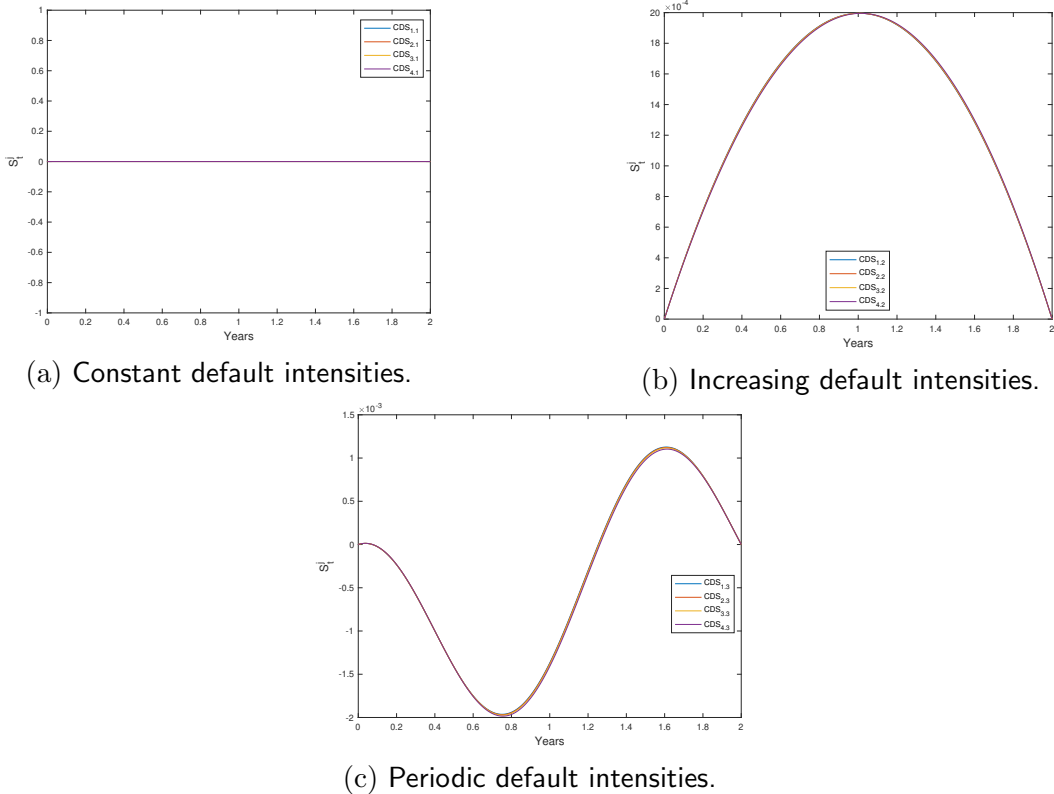 1
0.8
0.6
0.4
0.2
0
-0.2
-0.4
-0.6
-0.8
-1
S̃ʲₜ
CDS₁.₁
CDS₂.₁
CDS₃.₁
CDS₄.₁
0 0.2 0.4 0.6 0.8 1 1.2 1.4 1.6 1.8 2
Years
(a) Constant default intensities.
×10⁻⁴
20
18
16
14
12
10
8
6
4
2
0
S̃ʲₜ
CDS₁.₂
CDS₂.₂
CDS₃.₂
CDS₄.₂
0 0.2 0.4 0.6 0.8 1 1.2 1.4 1.6 1.8 2
Years
(b) Increasing default intensities.
×10⁻³
1.5
1
0.5
0
-0.5
-1
-1.5
-2
S̃ʲₜ
CDS₁.₃
CDS₂.₃
CDS₃.₃
CDS₄.₃
0 0.2 0.4 0.6 0.8 1 1.2 1.4 1.6 1.8 2
Years
(c) Periodic default intensities.